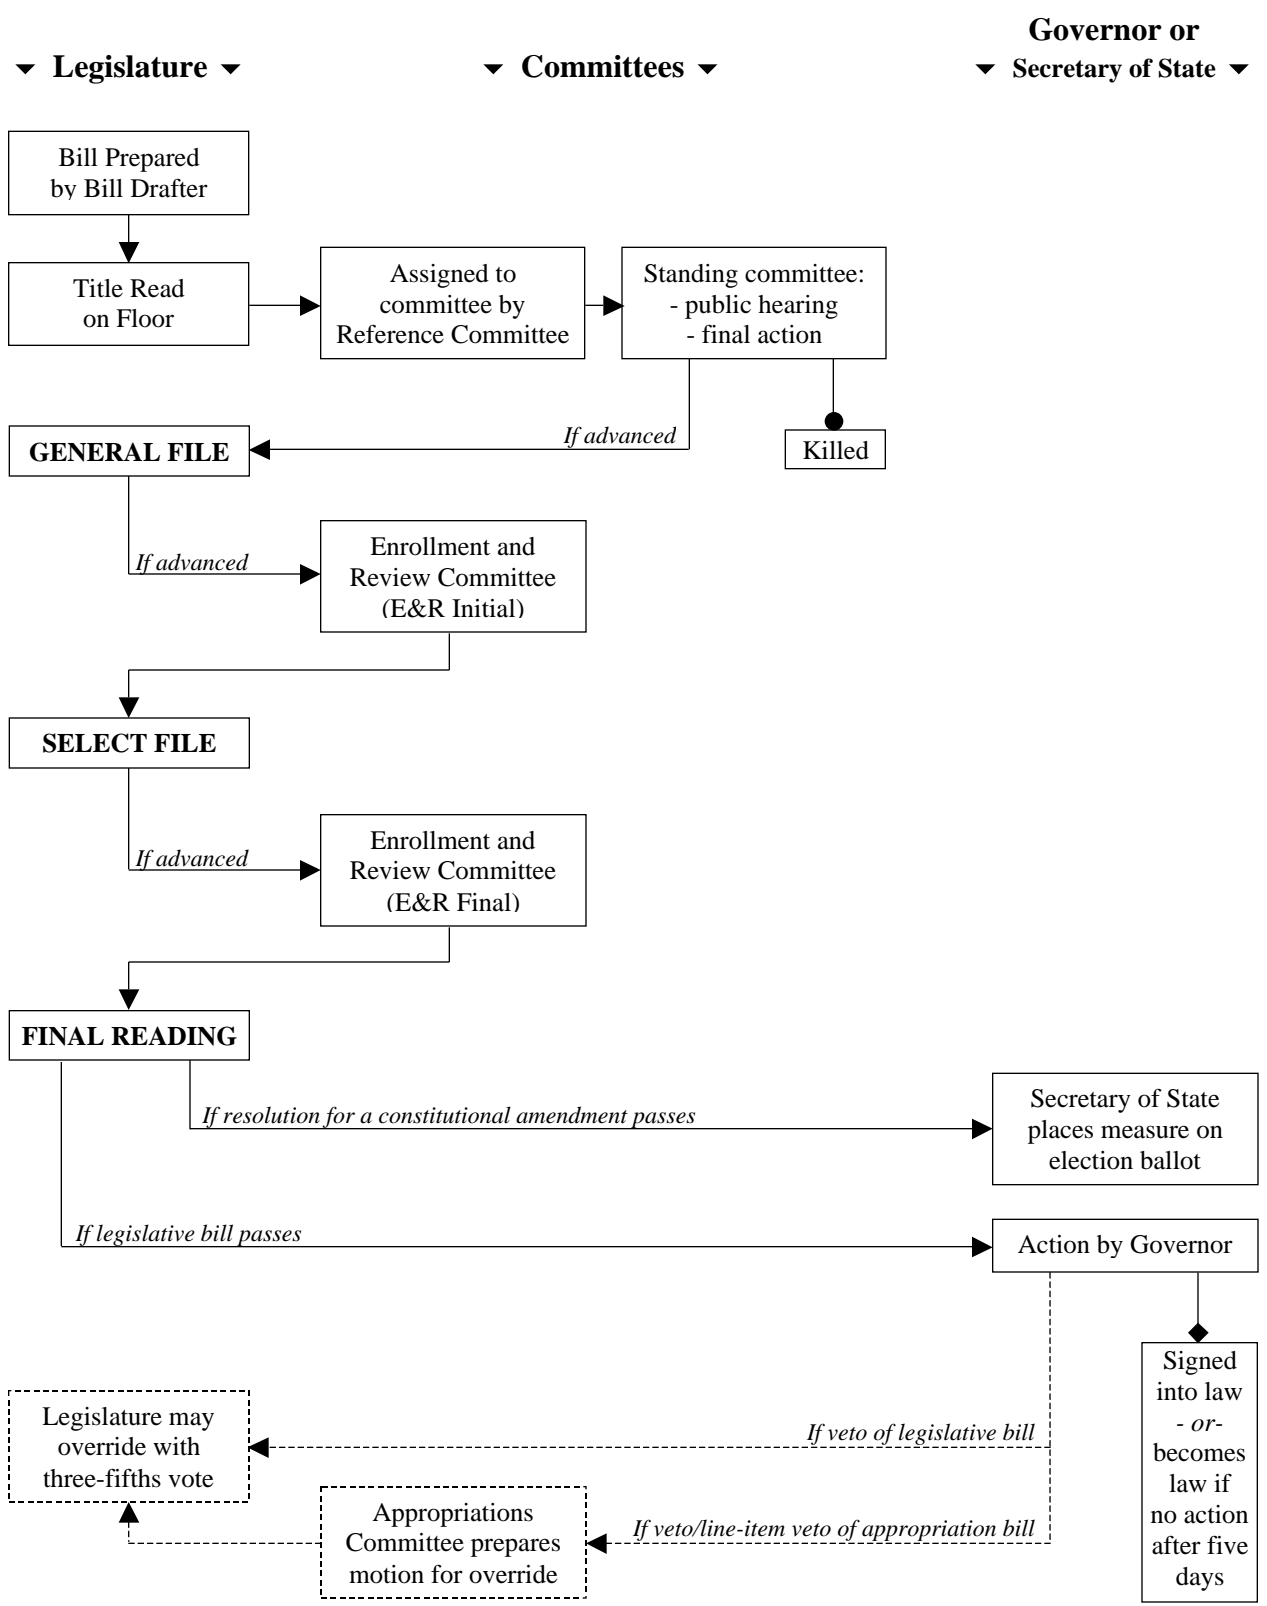 Governor or
Legislature
Committees
Secretary of State
Bill Prepared
by Bill Drafter
Title Read
on Floor
Assigned to
committee by
Reference Committee
Standing committee:
- public hearing
- final action
If advanced
Killed
GENERAL FILE
If advanced
Enrollment and
Review Committee
(E&R Initial)
SELECT FILE
If advanced
Enrollment and
Review Committee
(E&R Final)
FINAL READING
If resolution for a constitutional amendment passes
Secretary of State
places measure on
election ballot
If legislative bill passes
Action by Governor
Signed
into law
- or-
becomes
law if
no action
after five
days
If veto of legislative bill
Legislature may
override with
three-fifths vote
If veto/line-item veto of appropriation bill
Appropriations
Committee prepares
motion for override